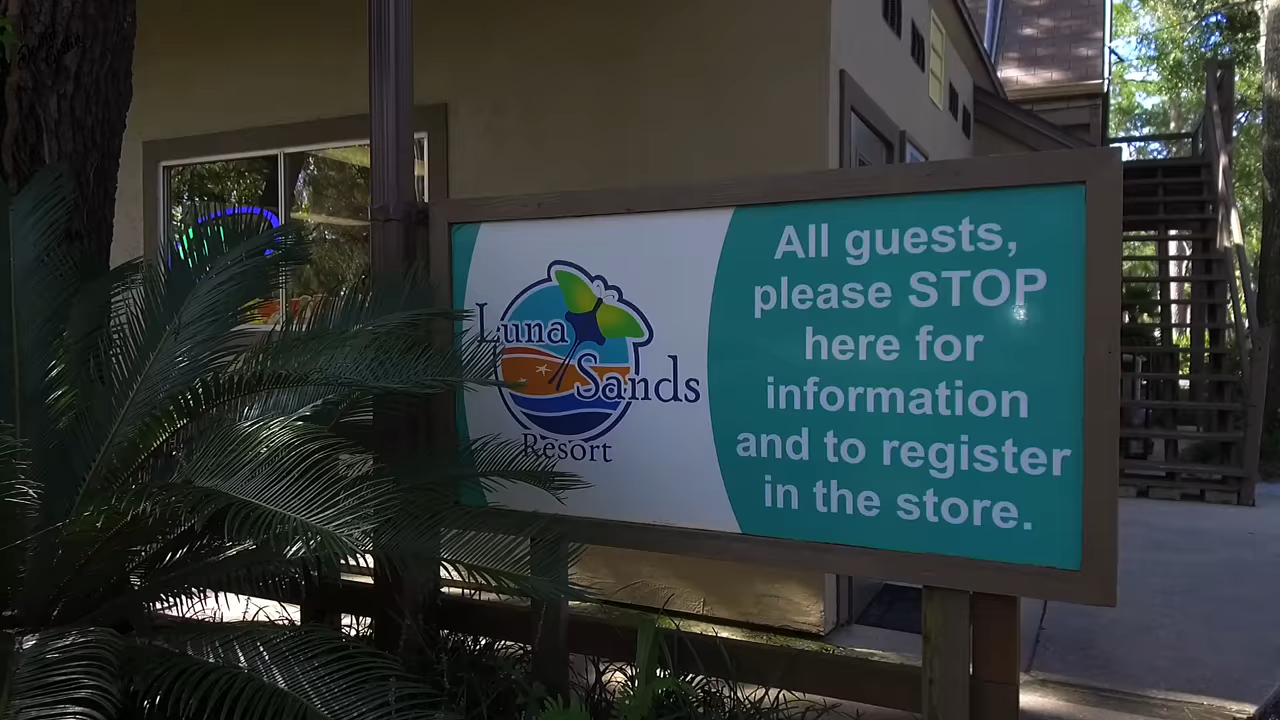 Luna
Sands
Resort
All guests,
please STOP
here for
information
and to register
in the store.